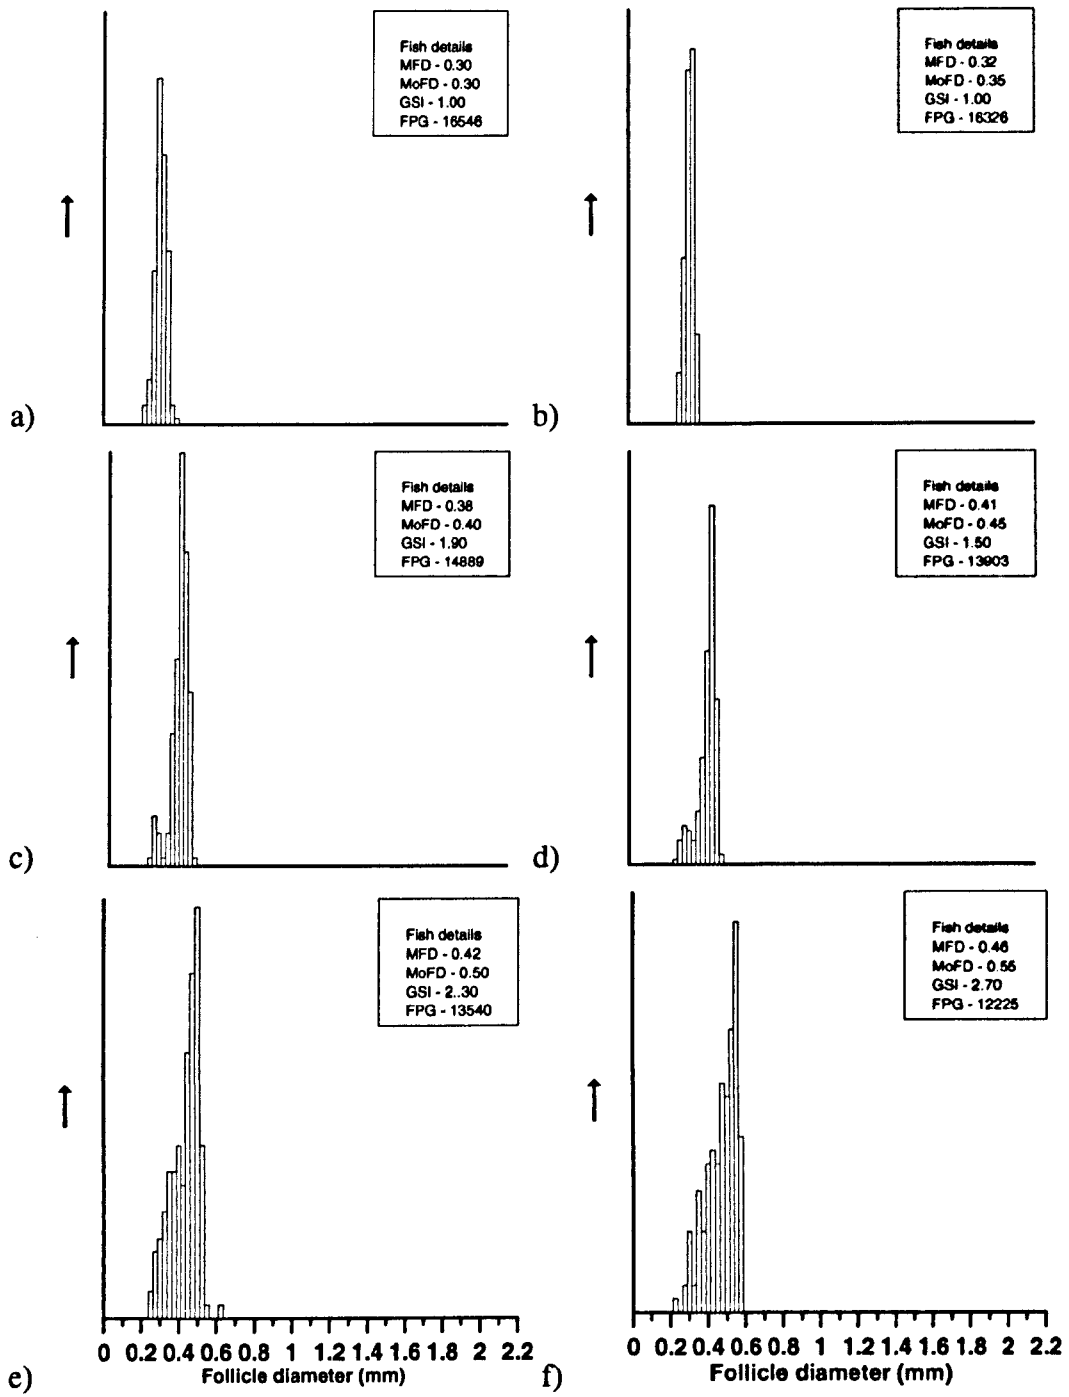 Fish details
MFD - 0.30
MoFD - 0.30
GSI - 1.00
FPG - 16546
a)
Fish details
MFD - 0.32
MoFD - 0.35
GSI - 1.00
FPG - 16326
b)
Fish details
MFD - 0.38
MoFD - 0.40
GSI - 1.90
FPG - 14889
c)
Fish details
MFD - 0.41
MoFD - 0.45
GSI - 1.50
FPG - 13903
d)
Fish details
MFD - 0.42
MoFD - 0.50
GSI - 2..30
FPG - 13540
0 0.2 0.4 0.6 0.8 1 1.2 1.4 1.6 1.8 2 2.2
Follicle diameter (mm)
e)
Fish details
MFD - 0.46
MoFD - 0.55
GSI - 2.70
FPG - 12225
0 0.2 0.4 0.6 0.8 1 1.2 1.4 1.6 1.8 2 2.2
Follicle diameter (mm)
f)